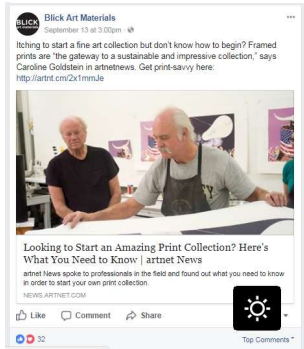 BLICK
ART MATERIALS
Blick Art Materials
September 13 at 3:00pm ·
Itching to start a fine art collection but don't know how to begin? Framed
prints are "the gateway to a sustainable and impressive collection," says
Caroline Goldstein in artnetnews. Get print-savvy here:
http://artnt.com/2x1mmJe
Looking to Start an Amazing Print Collection? Here's
What You Need to Know | artnet News
artnet News spoke to professionals in the field and found out what you need to know
in order to start your own print collection.
NEWS.ARTNET.COM
Like Comment Share
32 Top Comments